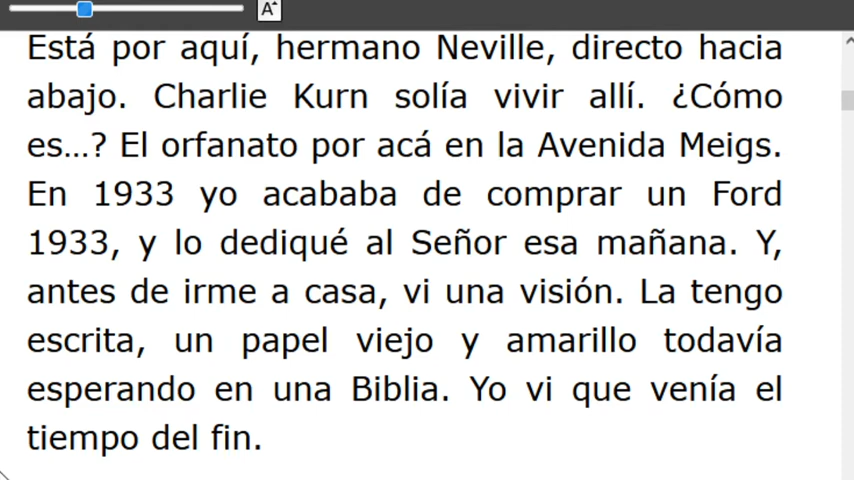 A
Está por aquí, hermano Neville, directo hacia
abajo. Charlie Kurn solía vivir allí. ¿Cómo
es...? El orfanato por acá en la Avenida Meigs.
En 1933 yo acababa de comprar un Ford
1933, y lo dediqué al Señor esa mañana. Y,
antes de irme a casa, vi una visión. La tengo
escrita, un papel viejo y amarillo todavía
esperando en una Biblia. Yo vi que venía el
tiempo del fin.